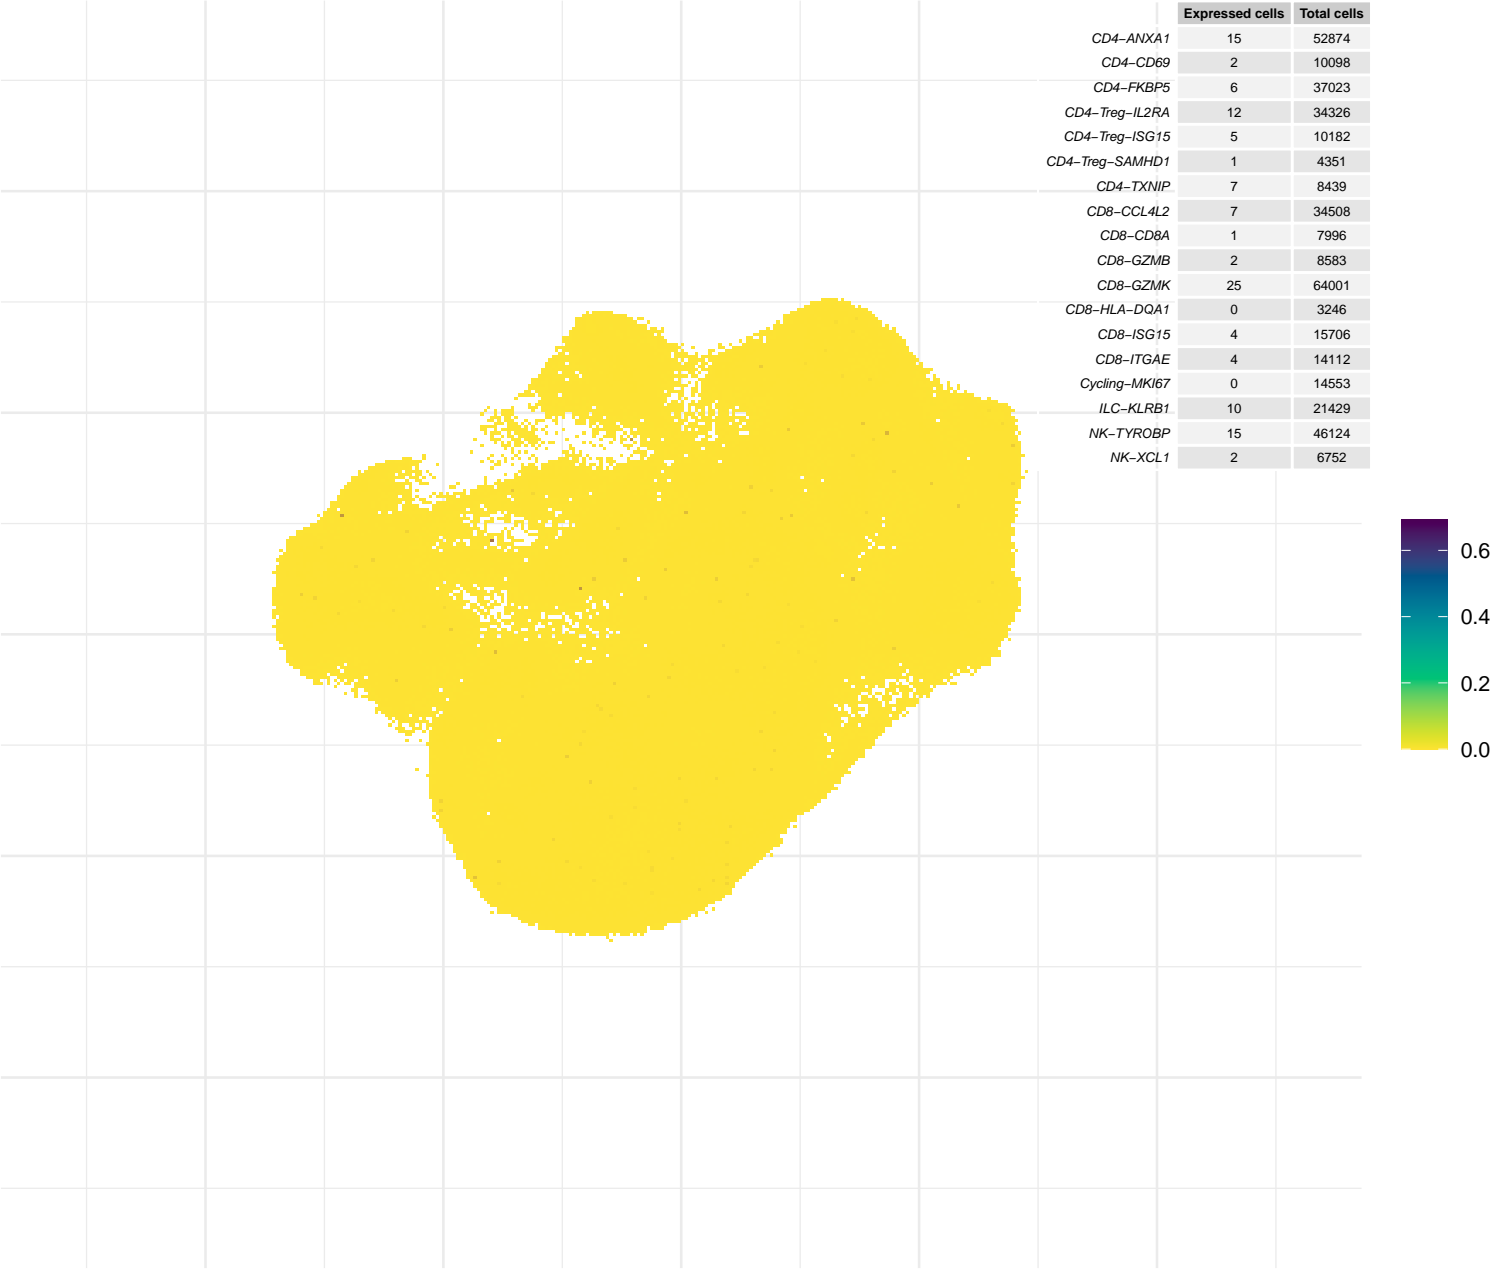 Expressed cells Total cells
CD4−ANXA1 15 52874
CD4−CD69 2 10098
CD4−FKBP5 6 37023
CD4−Treg−IL2RA 12 34326
CD4−Treg−ISG15 5 10182
CD4−Treg−SAMHD1 1 4351
CD4−TXNIP 7 8439
CD8−CCL4L2 7 34508
CD8−CD8A 1 7996
CD8−GZMB 2 8583
CD8−GZMK 25 64001
CD8−HLA−DQA1 0 3246
CD8−ISG15 4 15706
CD8−ITGAE 4 14112
Cycling−MKI67 0 14553
ILC−KLRB1 10 21429
NK−TYROBP 15 46124
NK−XCL1 2 6752
0.6
0.4
0.2
0.0